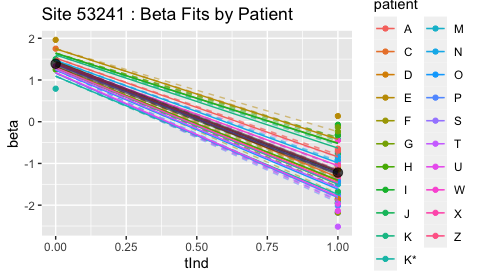 Site 53241 : Beta Fits by Patient
beta
2
1
0
-1
-2
0.00 0.25 0.50 0.75 1.00
tInd
patient
A
C
D
E
F
G
H
I
J
K
K*
M
N
O
P
S
T
U
W
X
Z